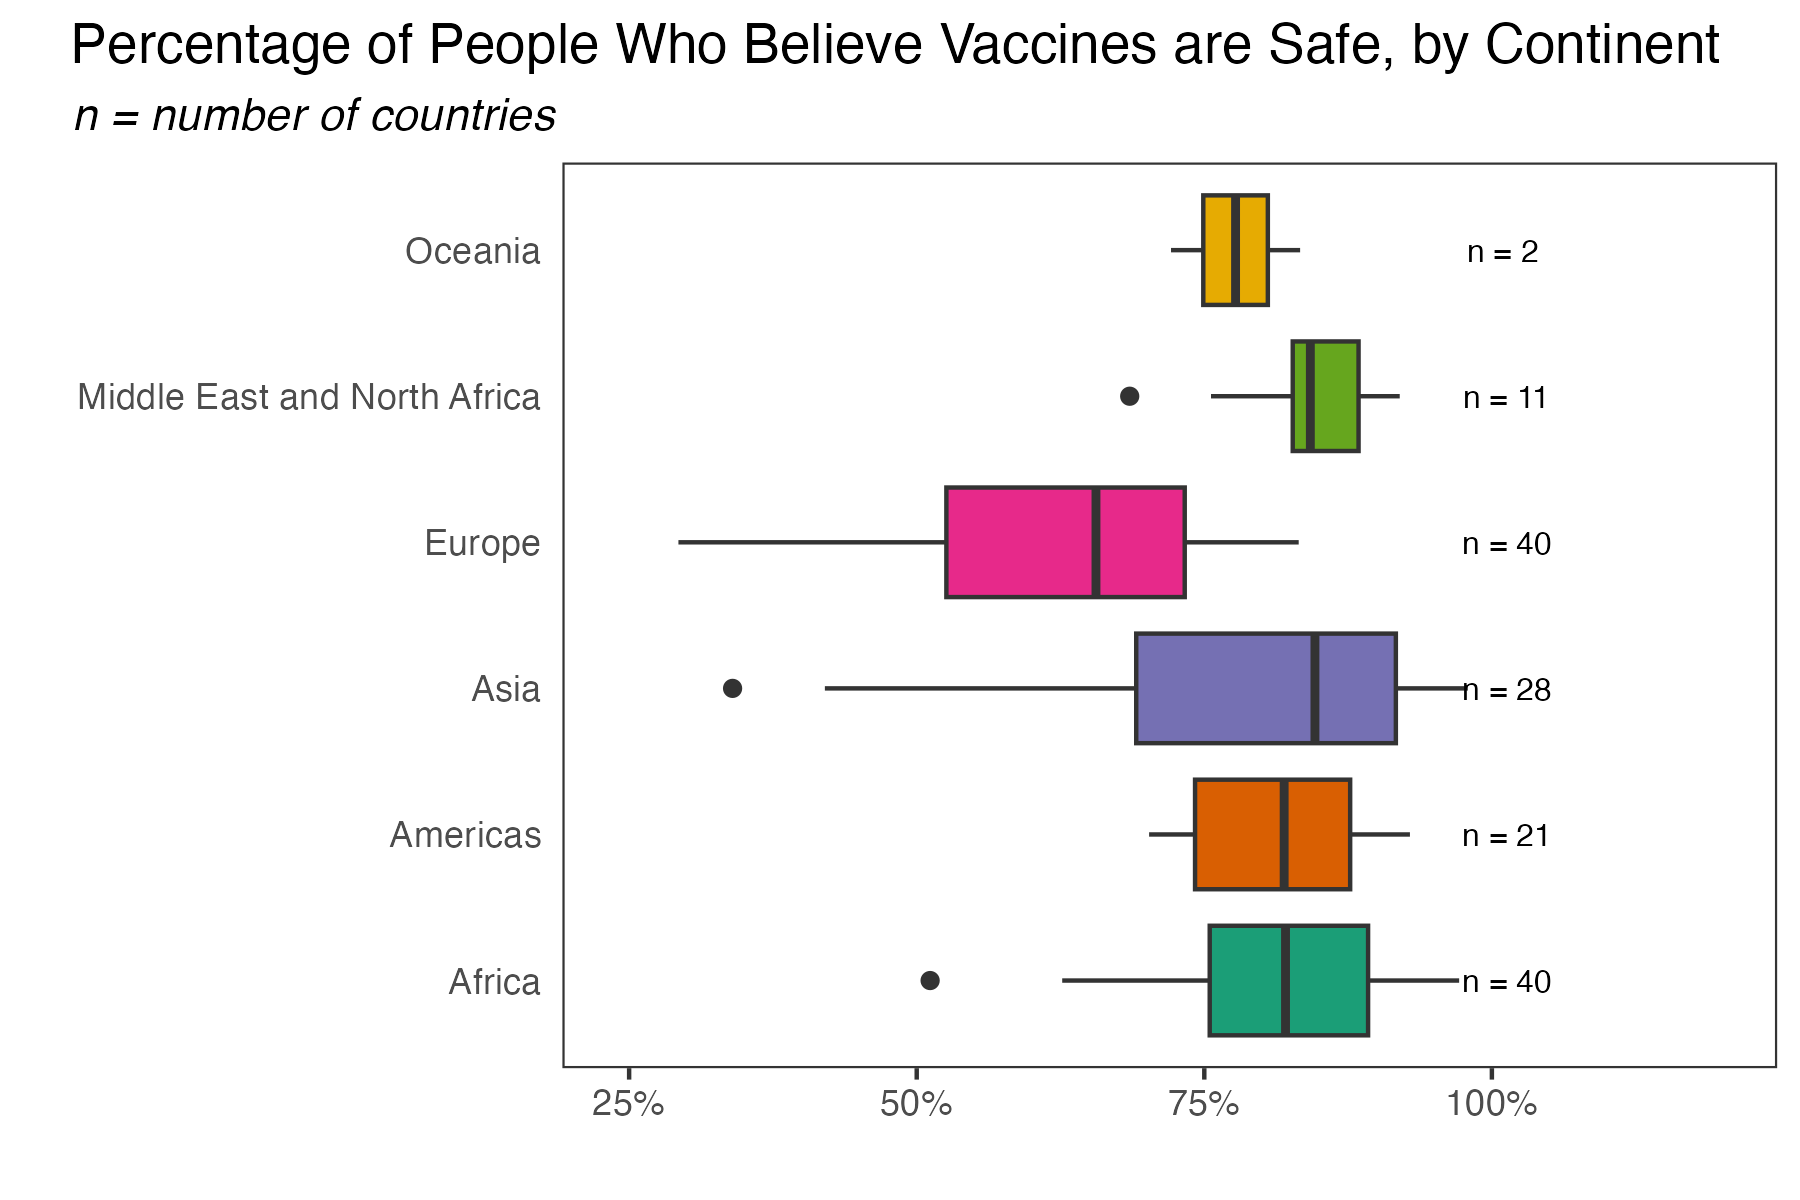 Percentage of People Who Believe Vaccines are Safe, by Continent
n = number of countries
Oceania
n = 2
Middle East and North Africa
n = 11
Europe
n = 40
Asia
n = 28
Americas
n = 21
Africa
n = 40
25%
50%
75%
100%